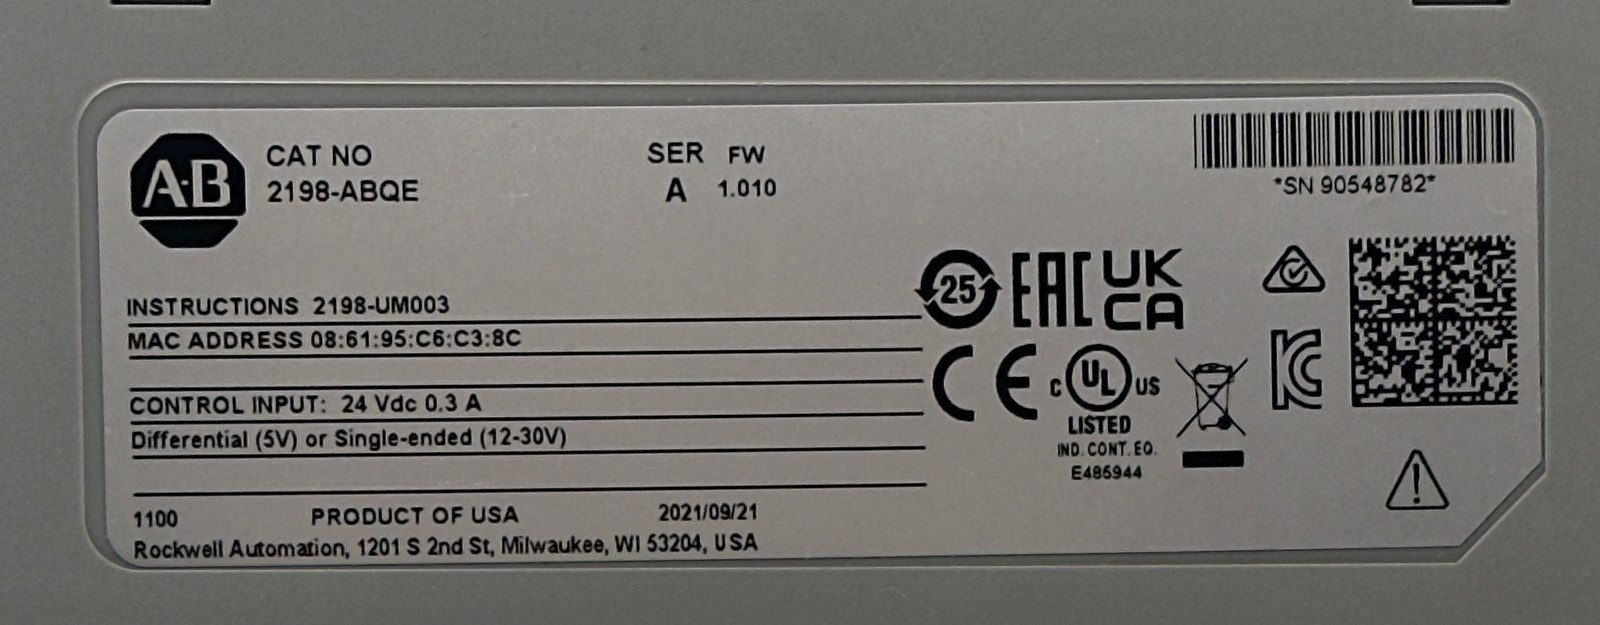 A-B
CAT NO
2198-ABQE
SER FW
A 1.010
*SN 90548782*
INSTRUCTIONS 2198-UM003
MAC ADDRESS 08:61:95:C6:C3:8C
CONTROL INPUT: 24 Vdc 0.3 A
Differential (5V) or Single-ended (12-30V)
1100 PRODUCT OF USA 2021/09/21
Rockwell Automation, 1201 S 2nd St, Milwaukee, WI 53204, USA
25 EAC UK
CA
CE C UL US
LISTED
IND. CONT. EQ.
E485944
KC